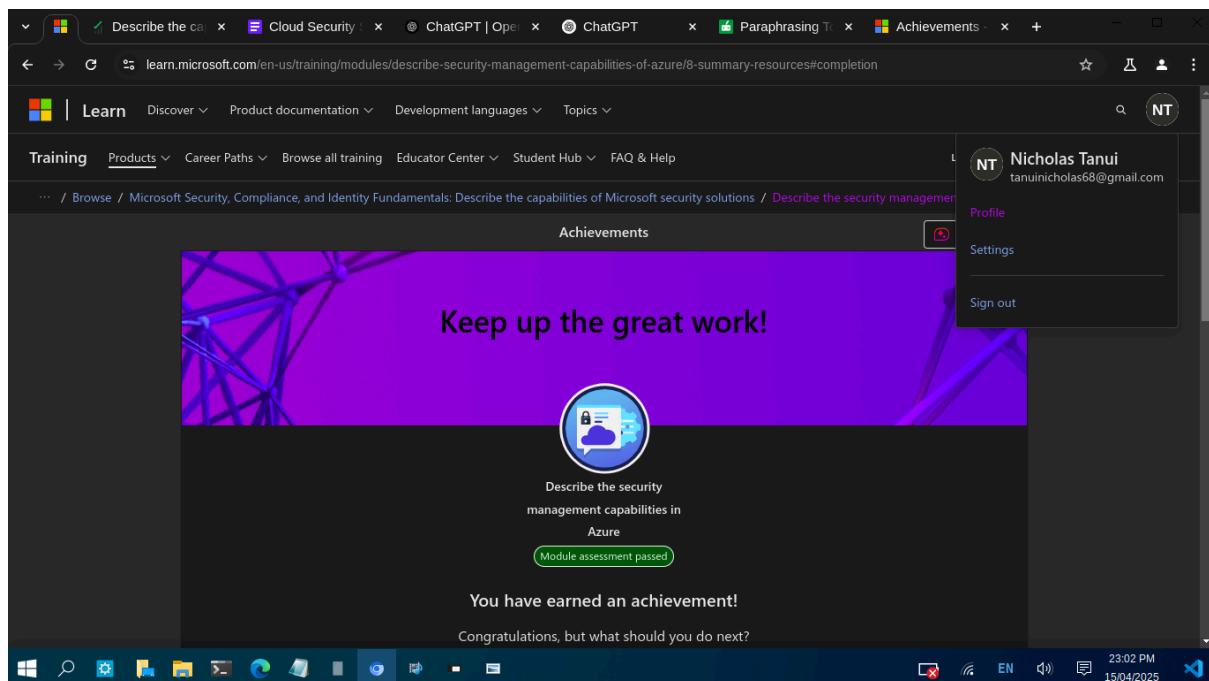 Describe the ca
Cloud Security S
ChatGPT | Ope
ChatGPT
Paraphrasing To
Achievements -
learn.microsoft.com/en-us/training/modules/describe-security-management-capabilities-of-azure/8-summary-resources#completion
Learn Discover Product documentation Development languages Topics NT
Training Products Career Paths Browse all training Educator Center Student Hub FAQ & Help L
NT Nicholas Tanui
tanuinicholas68@gmail.com
··· / Browse / Microsoft Security, Compliance, and Identity Fundamentals: Describe the capabilities of Microsoft security solutions / Describe the security managemen
Profile
Settings
Sign out
Achievements
Keep up the great work!
Describe the security
management capabilities in
Azure
Module assessment passed
You have earned an achievement!
Congratulations, but what should you do next?
EN
23:02 PM
15/04/2025